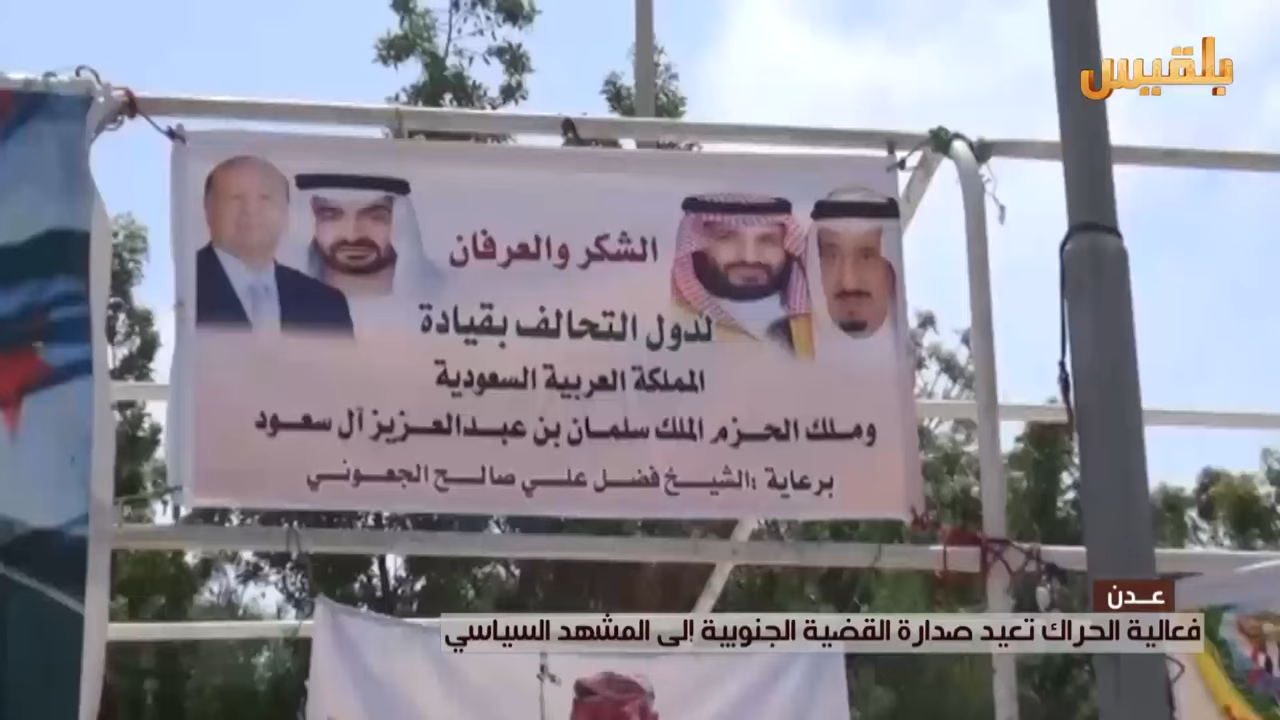 بلقيس
الشكر والعرفان
لدول التحالف بقيادة
المملكة العربية السعودية
وملك الحزم الملك سلمان بن عبدالعزيز آل سعود
برعاية :الشيخ فضل علي صالح الجعوني
عدن
فعالية الحراك تعيد صدارة القضية الجنوبية إلى المشهد السياسي